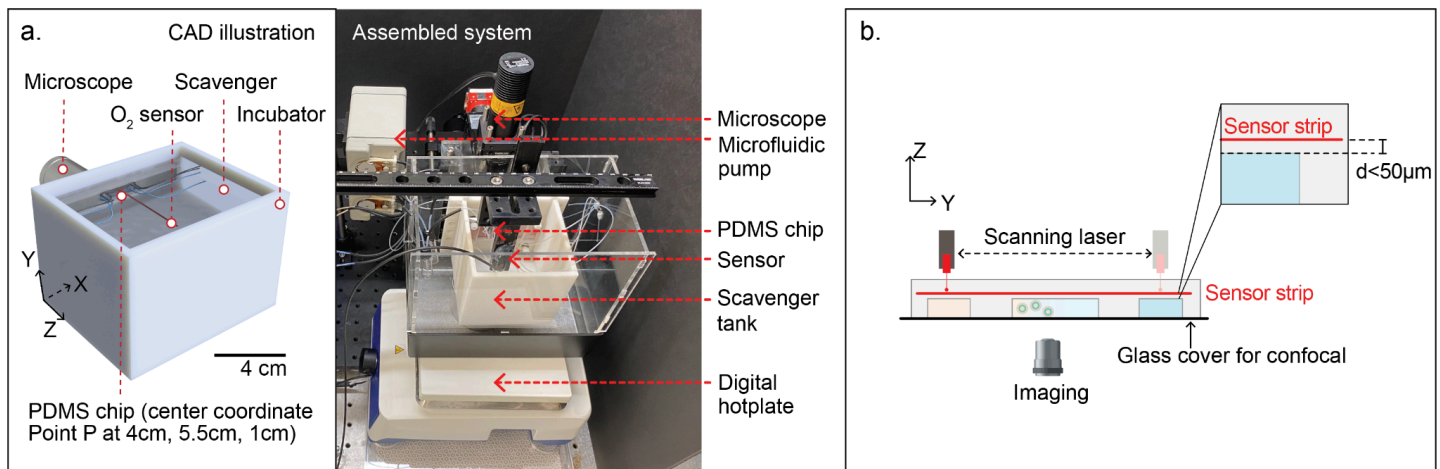 a.
CAD illustration
Microscope
Scavenger
O₂ sensor
Incubator
Y
X
Z
4 cm
PDMS chip (center coordinate
Point P at 4cm, 5.5cm, 1cm)
Assembled system
Microscope
Microfluidic
pump
PDMS chip
Sensor
Scavenger
tank
Digital
hotplate
b.
Sensor strip
d<50μm
Z
Y
Scanning laser
Sensor strip
Glass cover for confocal
Imaging